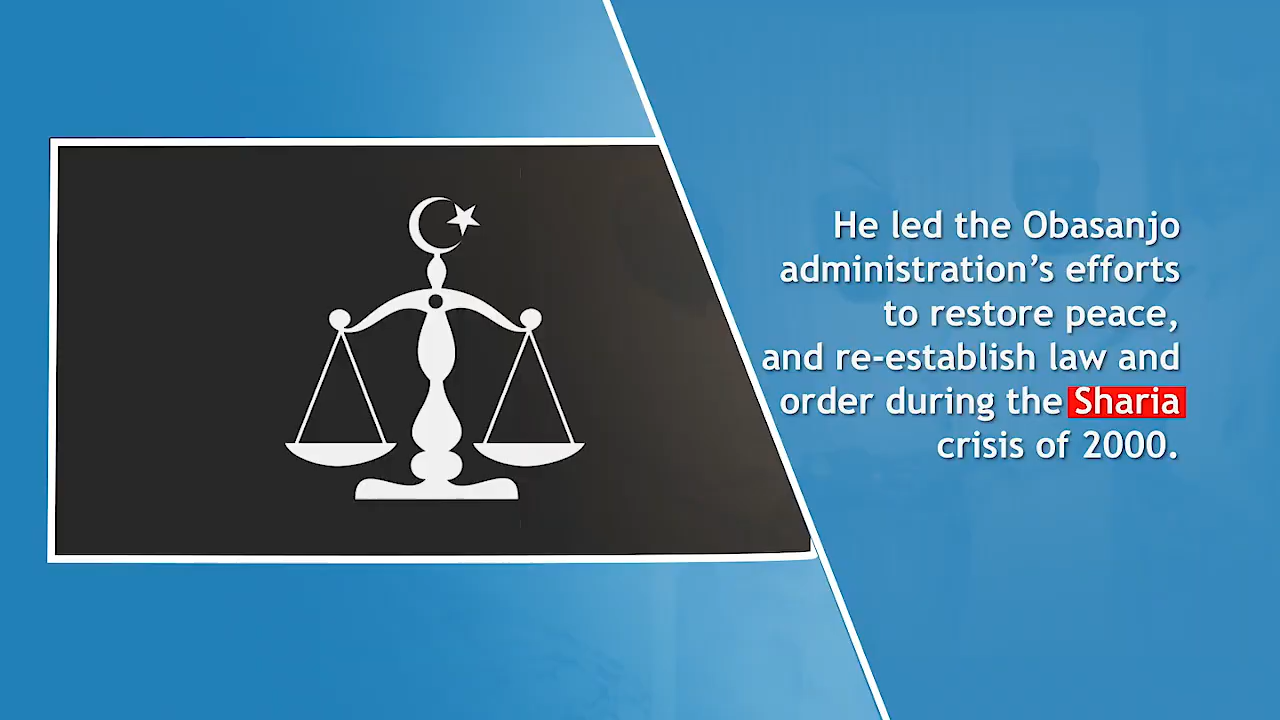 He led the Obasanjo
administration’s efforts
to restore peace,
and re-establish law and
order during the Sharia
crisis of 2000.